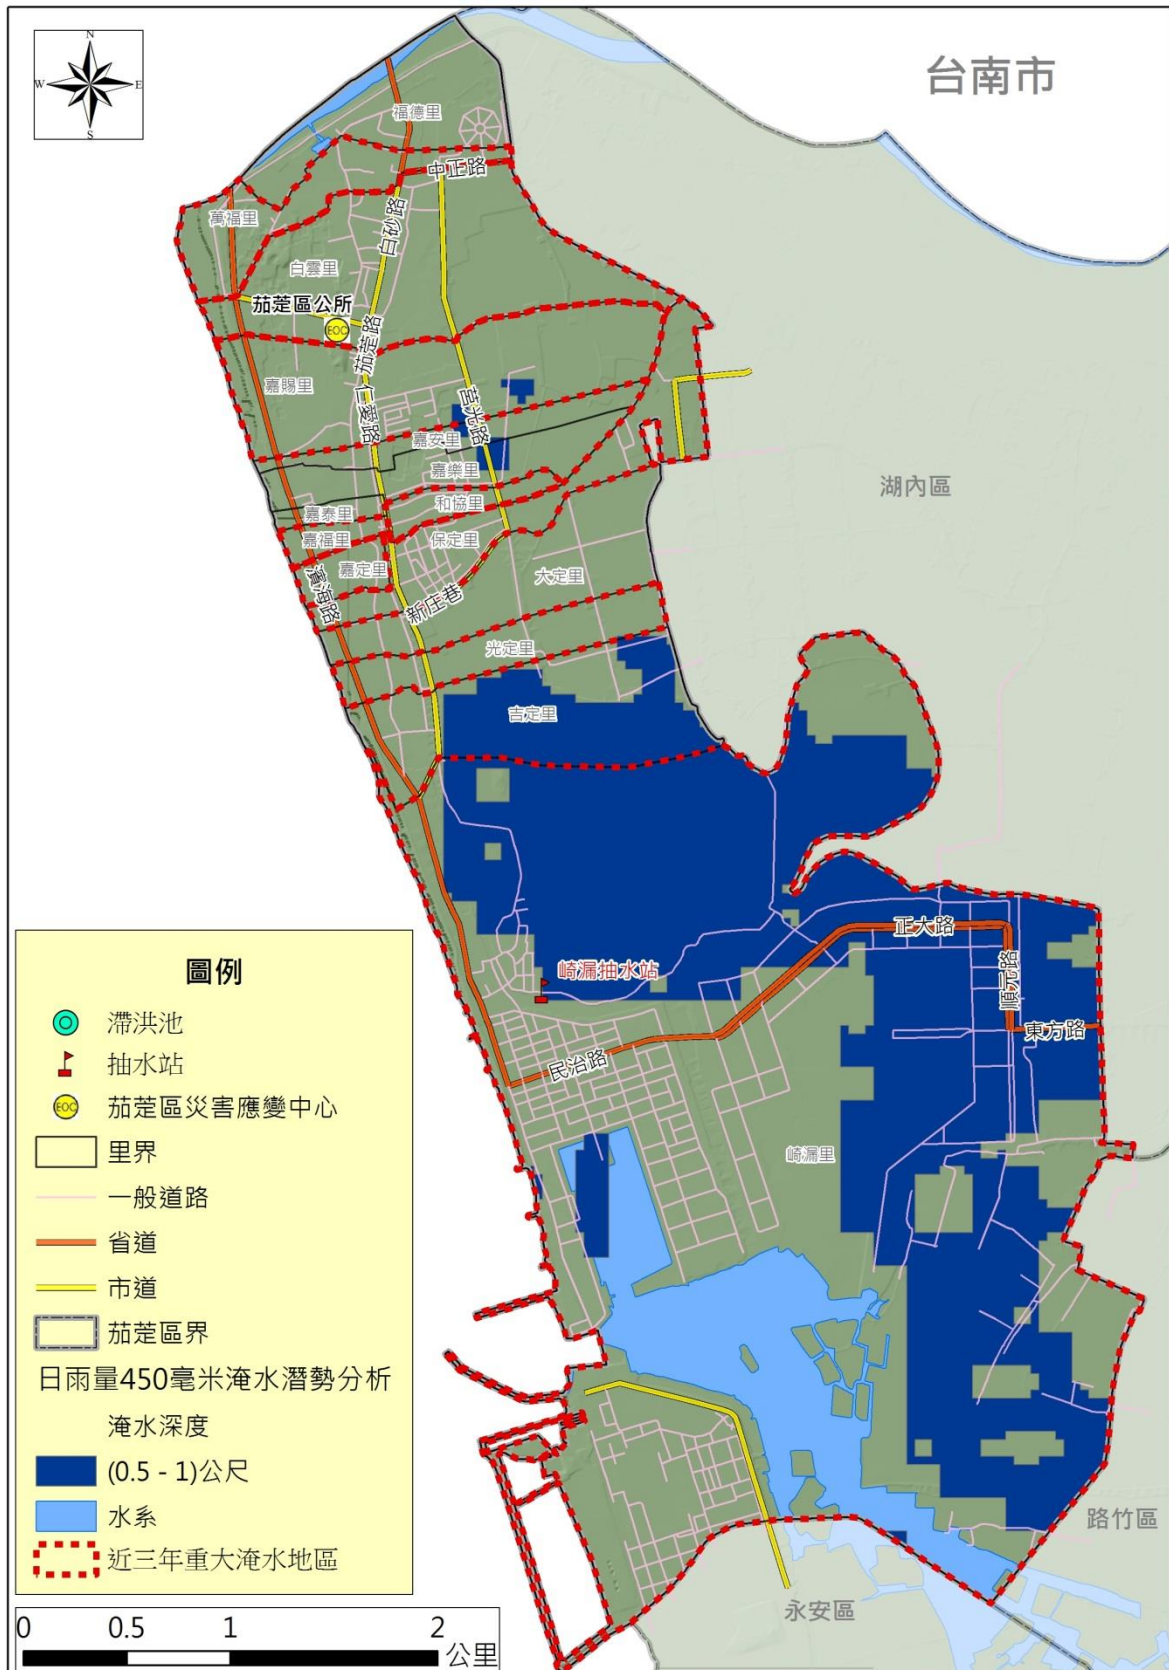 N
W
E
S
台南市
福德里
中正路
萬福里
白砂路
白雲里
茄萣區公所
EOC
茄萣路
嘉賜里
仁愛路
莒光路
嘉安里
嘉樂里
湖內區
嘉泰里
和協里
嘉福里
保定里
嘉定里
大定里
濱海路
新庄巷
光定里
吉定里
正大路
崎漏抽水站
順元路
東方路
民治路
崎漏里
路竹區
永安區
圖例
滯洪池
抽水站
EOC
茄萣區災害應變中心
里界
一般道路
省道
市道
茄萣區界
日雨量450毫米淹水潛勢分析
淹水深度
(0.5 - 1)公尺
水系
近三年重大淹水地區
0 0.5 1 2
公里